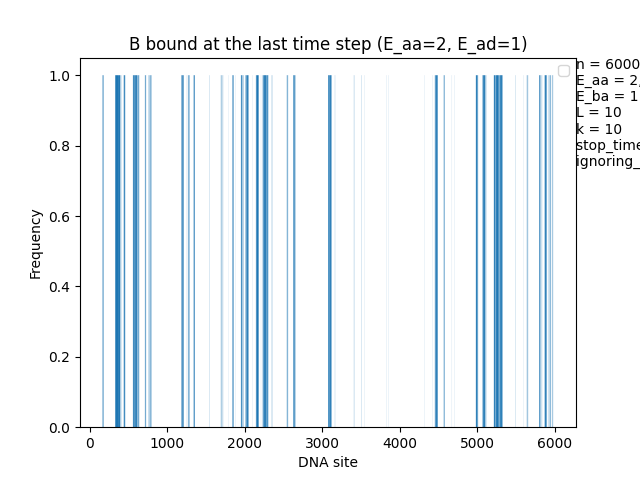 B bound at the last time step (E_aa=2, E_ad=1)
n = 6000
E_aa = 2,
E_ba = 1
L = 10
k = 10
stop_time
ignoring_
Frequency
1.0
0.8
0.6
0.4
0.2
0.0
0 1000 2000 3000 4000 5000 6000
DNA site